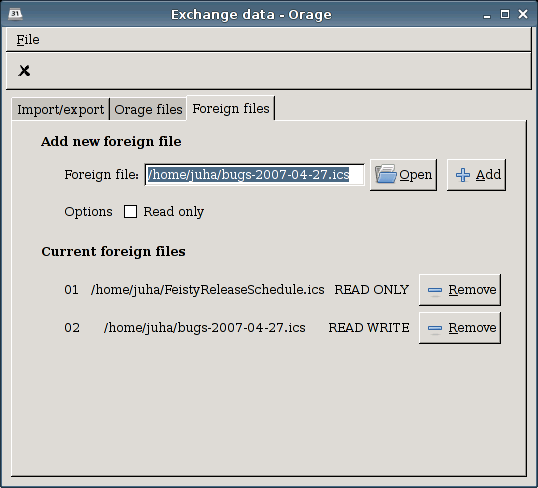 31 Exchange data - Orage
File
Import/export Orage files Foreign files
Add new foreign file
Foreign file: /home/juha/bugs-2007-04-27.ics Open Add
Options Read only
Current foreign files
01 /home/juha/FeistyReleaseSchedule.ics READ ONLY Remove
02 /home/juha/bugs-2007-04-27.ics READ WRITE Remove